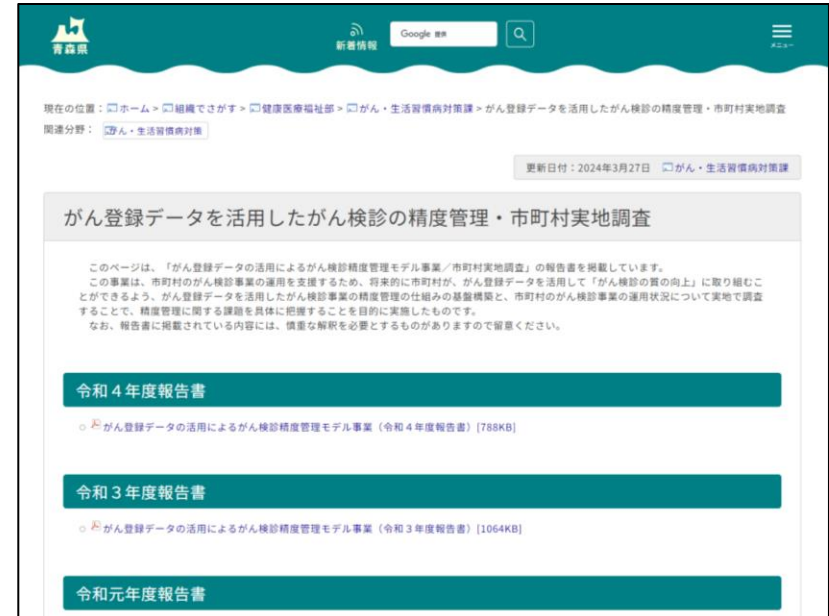 青森県
新着情報
Google 提供
メニュー
現在の位置：ホーム > 組織でさがす > 健康医療福祉部 > がん・生活習慣病対策課 > がん登録データを活用したがん検診の精度管理・市町村実地調査
関連分野： がん・生活習慣病対策
更新日付：2024年3月27日 がん・生活習慣病対策課
がん登録データを活用したがん検診の精度管理・市町村実地調査
このページは、「がん登録データの活用によるがん検診精度管理モデル事業／市町村実地調査」の報告書を掲載しています。
この事業は、市町村のがん検診事業の運用を支援するため、将来的に市町村が、がん登録データを活用して「がん検診の質の向上」に取り組むこ
とができるよう、がん登録データを活用したがん検診事業の精度管理の仕組みの基盤構築と、市町村のがん検診事業の運用状況について実地で調査
することで、精度管理に関する課題を具体に把握することを目的に実施したものです。
なお、報告書に掲載されている内容には、慎重な解釈を必要とするものがありますので留意ください。
令和４年度報告書
がん登録データの活用によるがん検診精度管理モデル事業（令和４年度報告書）[788KB]
令和３年度報告書
がん登録データの活用によるがん検診精度管理モデル事業（令和３年度報告書）[1064KB]
令和元年度報告書